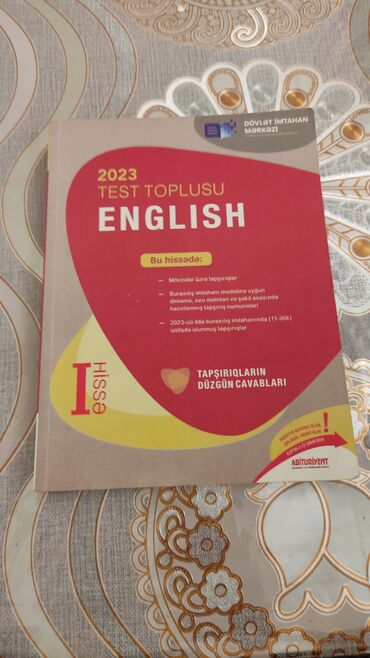 DÖVLƏT İMTAHAN
MƏRKƏZİ
2023
TEST TOPLUSU
ENGLISH
Bu hissədə:
Mövzular üzrə tapşırıqlar
Buraxılış imtahanı modelinə uyğun
dinləmə, oxu mətnləri və şəkil əsasında
hazırlanmış tapşırıq nümunələri
2023-cü ildə buraxılış imtahanında (11-illik)
istifadə olunmuş tapşırıqlar
I HİSSƏ
TAPŞIRIQLARIN
DÜZGÜN CAVABLARI
ABİTURİYENT